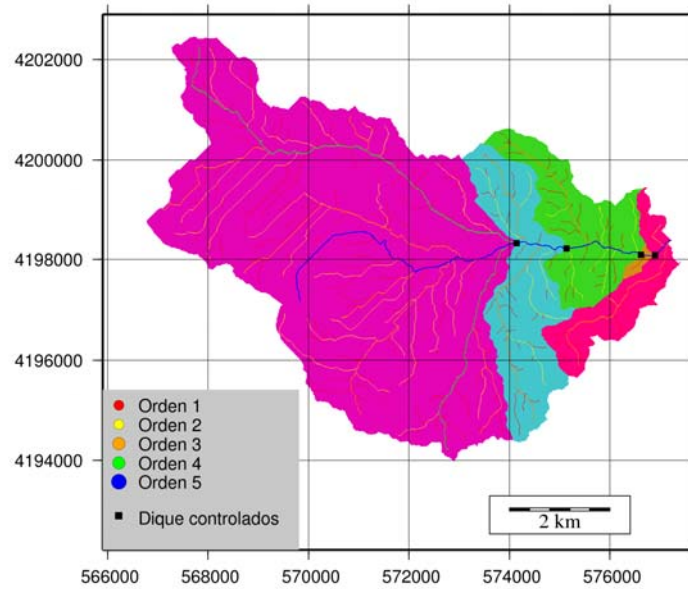 4202000
4200000
4198000
4196000
4194000
Orden 1
Orden 2
Orden 3
Orden 4
Orden 5
Dique controlados
2 km
566000 568000 570000 572000 574000 576000